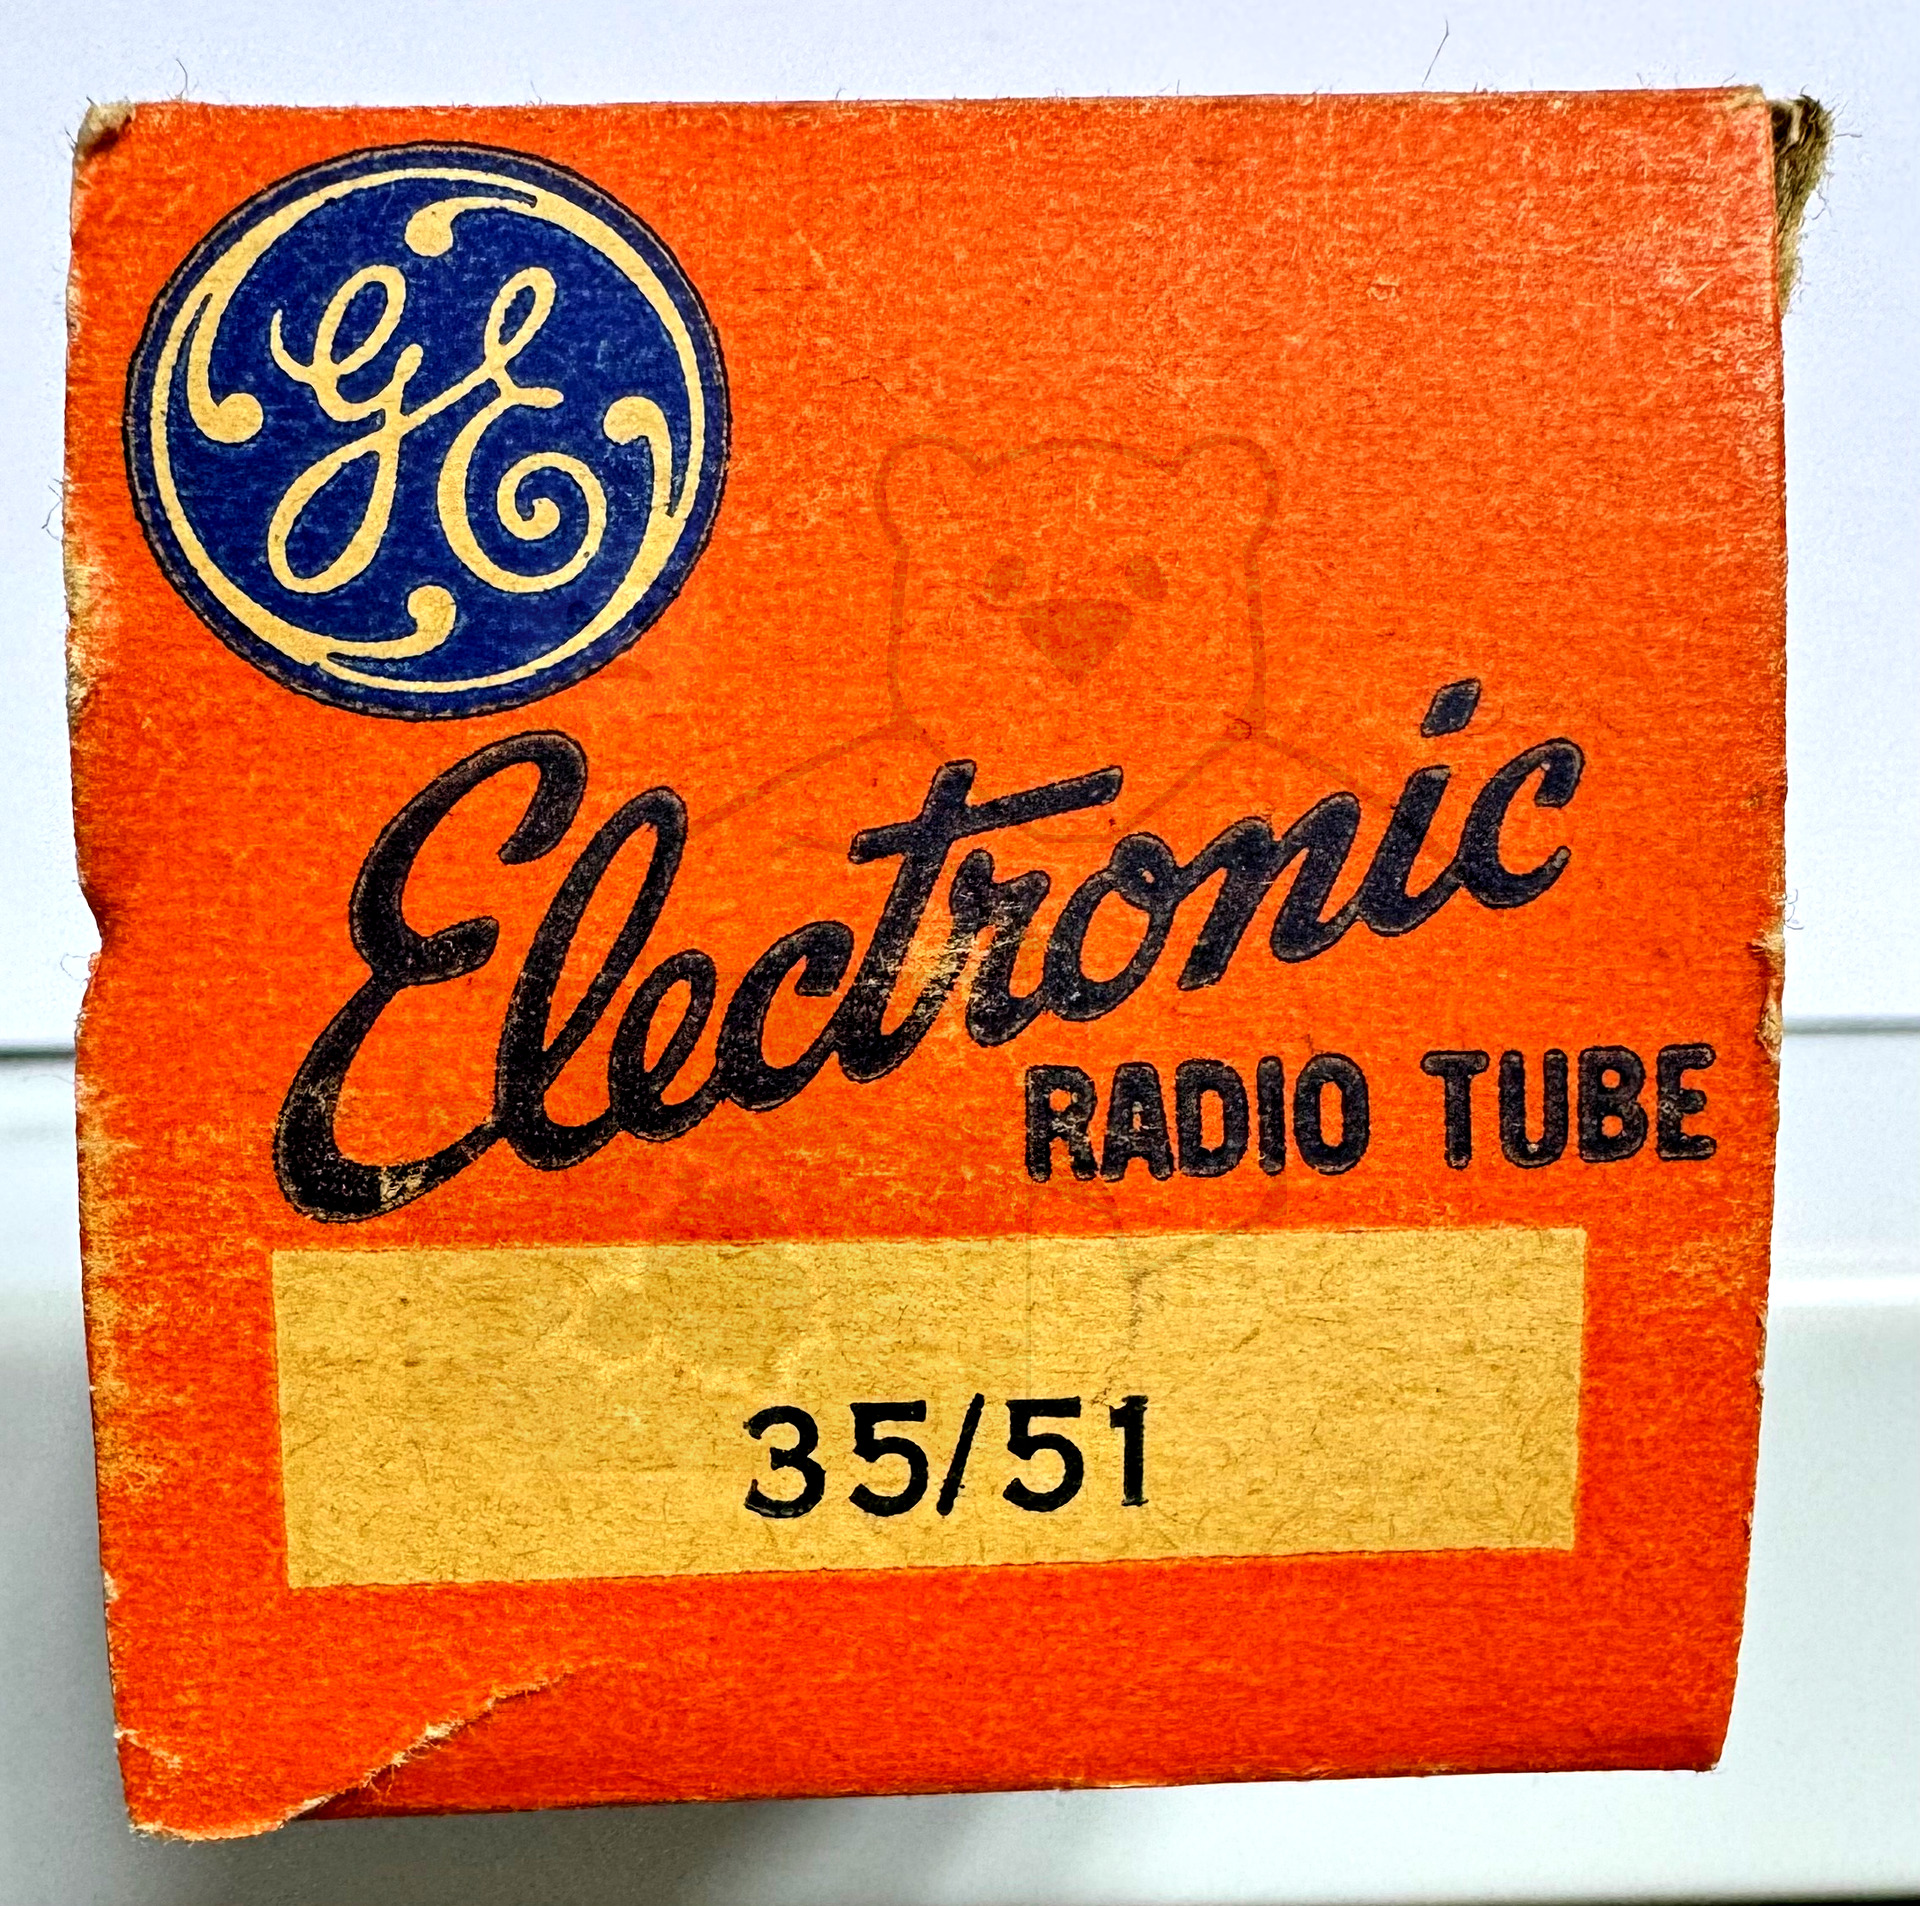 GE
Electronic
RADIO TUBE
35/51